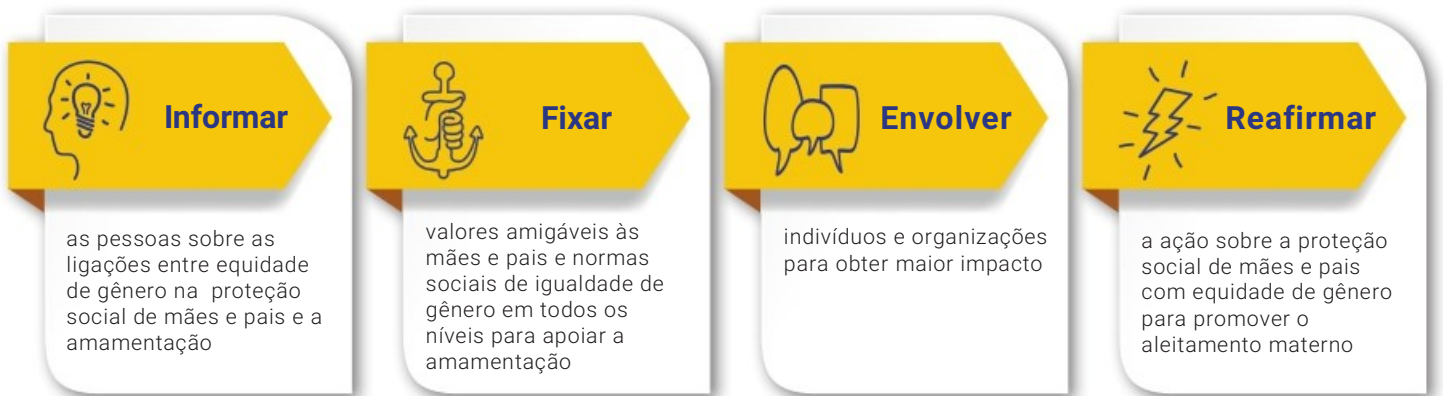 Informar
as pessoas sobre as
ligações entre equidade
de gênero na proteção
social de mães e pais e a
amamentação
Fixar
valores amigáveis às
mães e pais e normas
sociais de igualdade de
gênero em todos os
níveis para apoiar a
amamentação
Envolver
indivíduos e organizações
para obter maior impacto
Reafirmar
a ação sobre a proteção
social de mães e pais
com equidade de gênero
para promover o
aleitamento materno